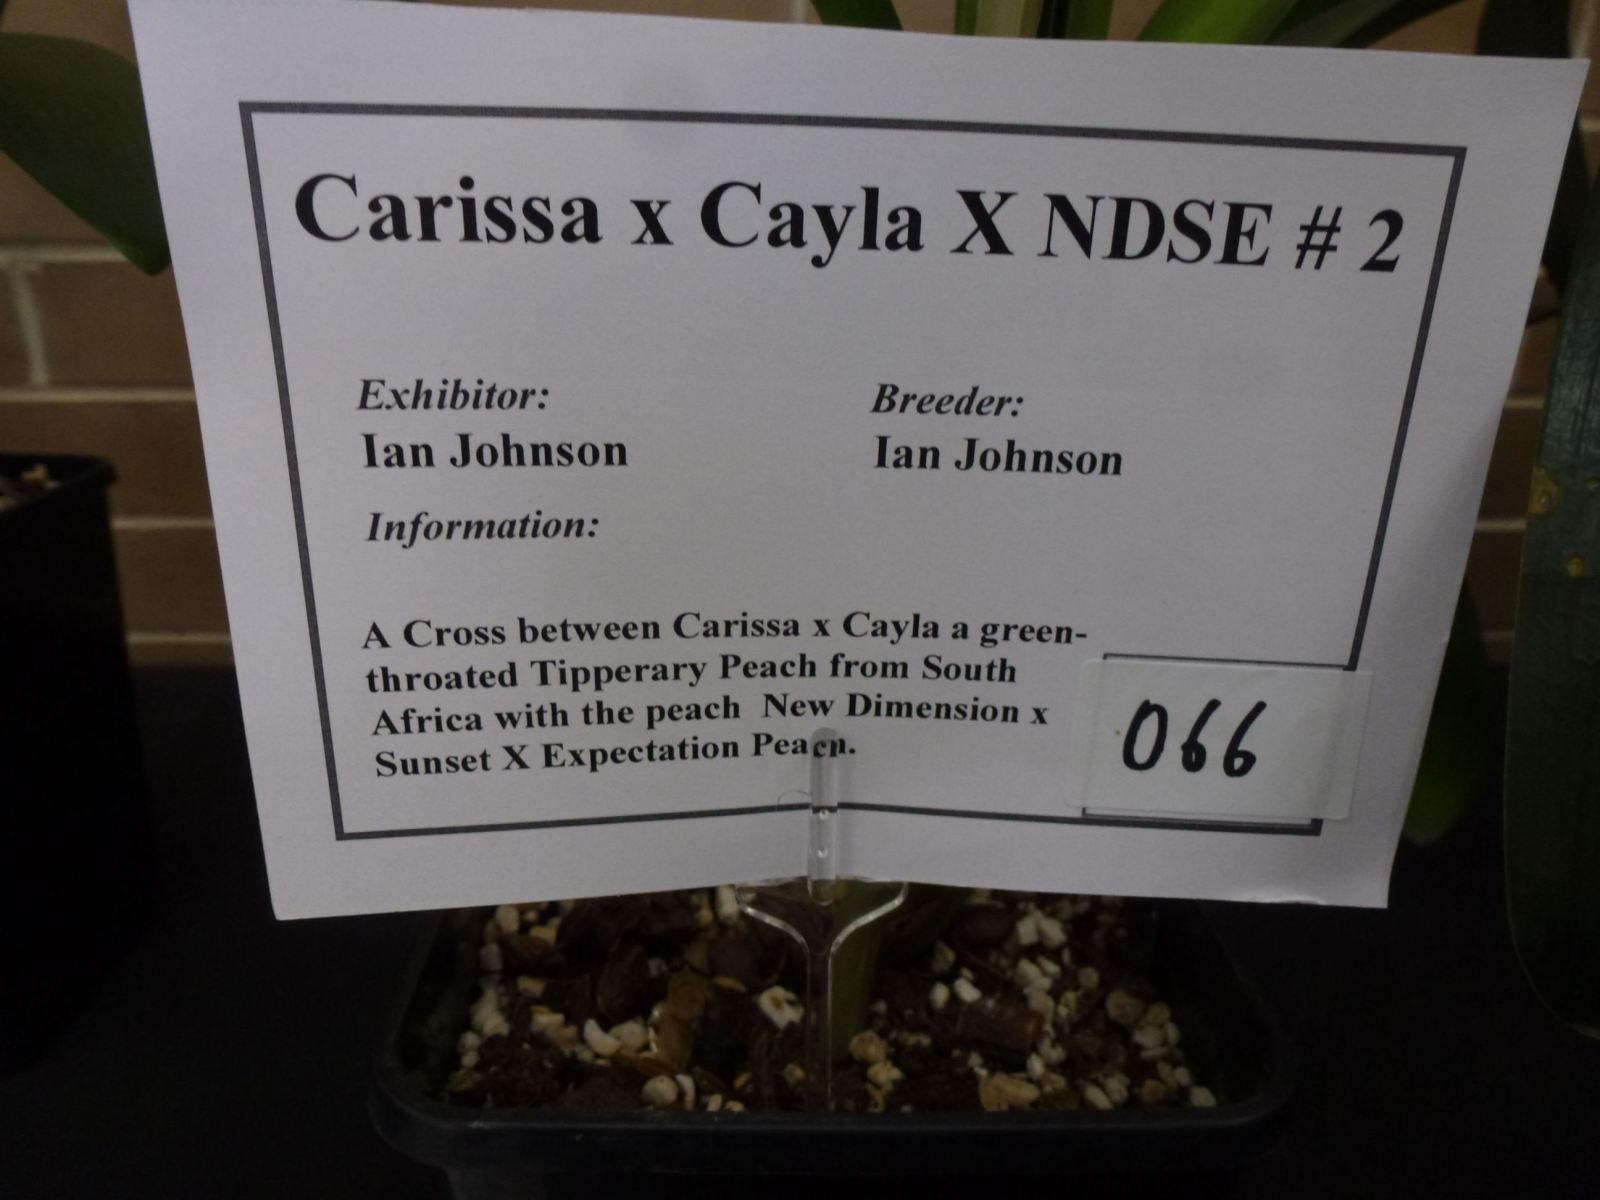 Carissa x Cayla X NDSE # 2
Exhibitor:
Breeder:
Ian Johnson
Ian Johnson
Information:
A Cross between Carissa x Cayla a green-
throated Tipperary Peach from South
Africa with the peach New Dimension x
Sunset X Expectation Peach.
066